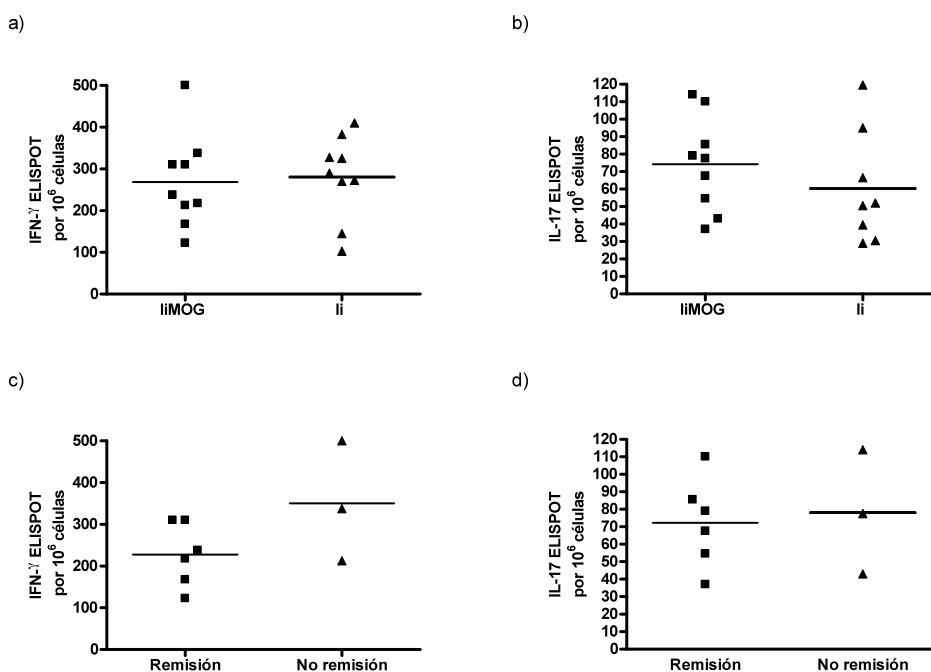 a)
IFN-γ ELISPOT
por 10⁶ células
500
400
300
200
100
0
IiMOG
Ii
b)
IL-17 ELISPOT
por 10⁶ células
120
110
100
90
80
70
60
50
40
30
20
10
0
IiMOG
Ii
c)
IFN-γ ELISPOT
por 10⁶ células
500
400
300
200
100
0
Remisión
No remisión
d)
IL-17 ELISPOT
por 10⁶ células
120
110
100
90
80
70
60
50
40
30
20
10
0
Remisión
No remisión